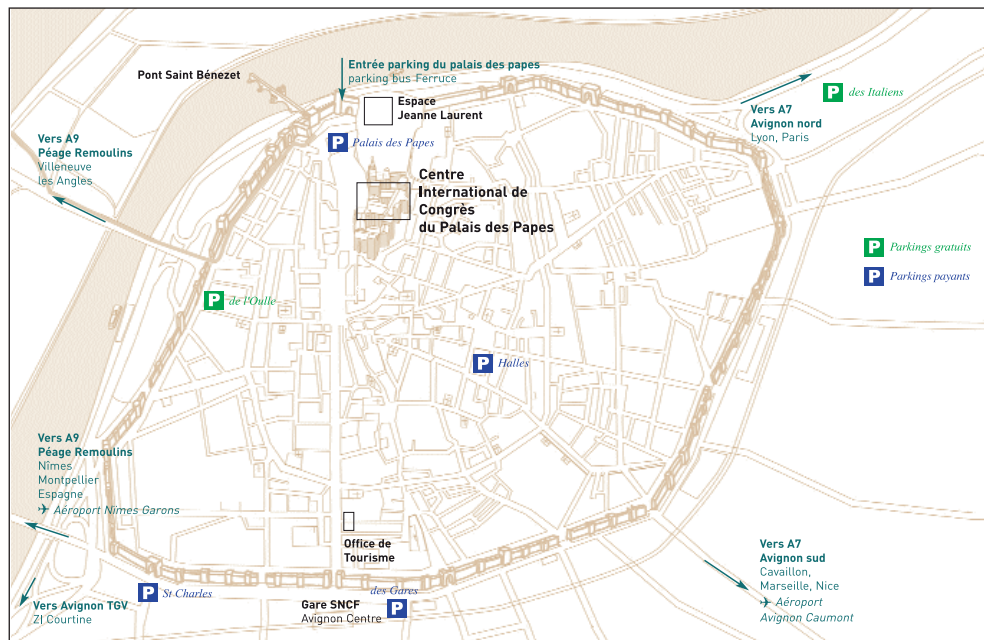 Entrée parking du palais des papes
parking bus Ferruce
Pont Saint Bénezet
Espace
Jeanne Laurent
P des Italiens
Vers A7
Avignon nord
Lyon, Paris
Vers A9
Péage Remoulins
Villeneuve
les Angles
P Palais des Papes
Centre
International de
Congrès
du Palais des Papes
P Parkings gratuits
P Parkings payants
P de l'Oulle
P Halles
Vers A9
Péage Remoulins
Nîmes
Montpellier
Espagne
Aéroport Nîmes Garons
Office de
Tourisme
Vers A7
Avignon sud
Cavaillon,
Marseille, Nice
Aéroport
Avignon Caumont
Vers Avignon TGV
ZI Courtine
P St Charles
des Gares
P
Gare SNCF
Avignon Centre